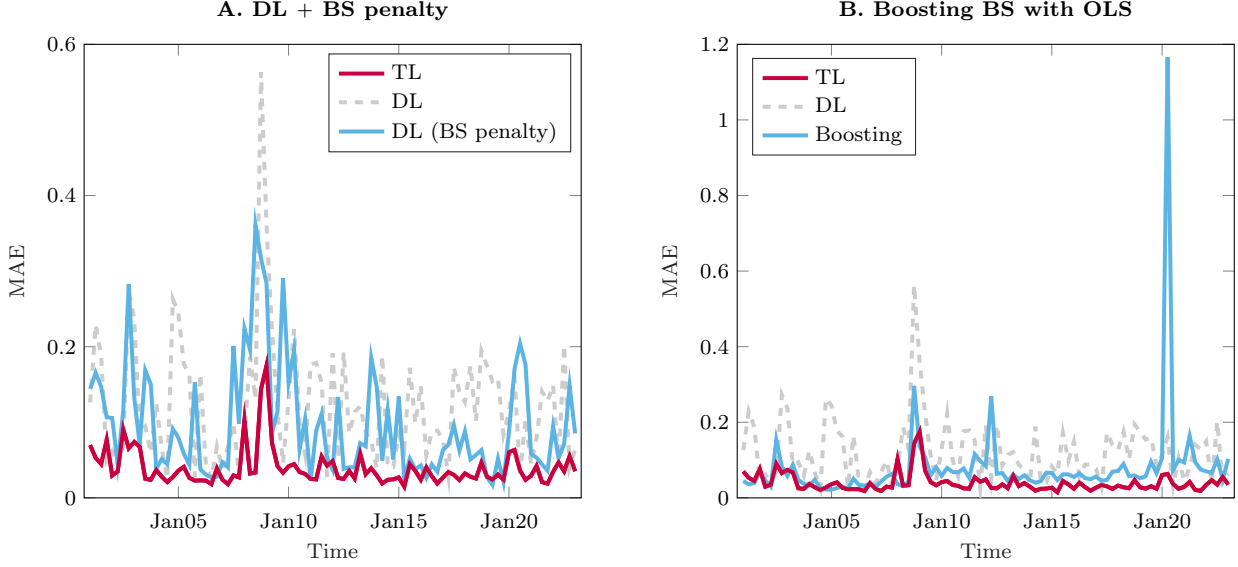 A. DL + BS penalty
0.6
0.4
0.2
0
MAE
TL
DL
DL (BS penalty)
Jan05
Jan10
Jan15
Jan20
Time
B. Boosting BS with OLS
1.2
1
0.8
0.6
0.4
0.2
0
MAE
TL
DL
Boosting
Jan05
Jan10
Jan15
Jan20
Time